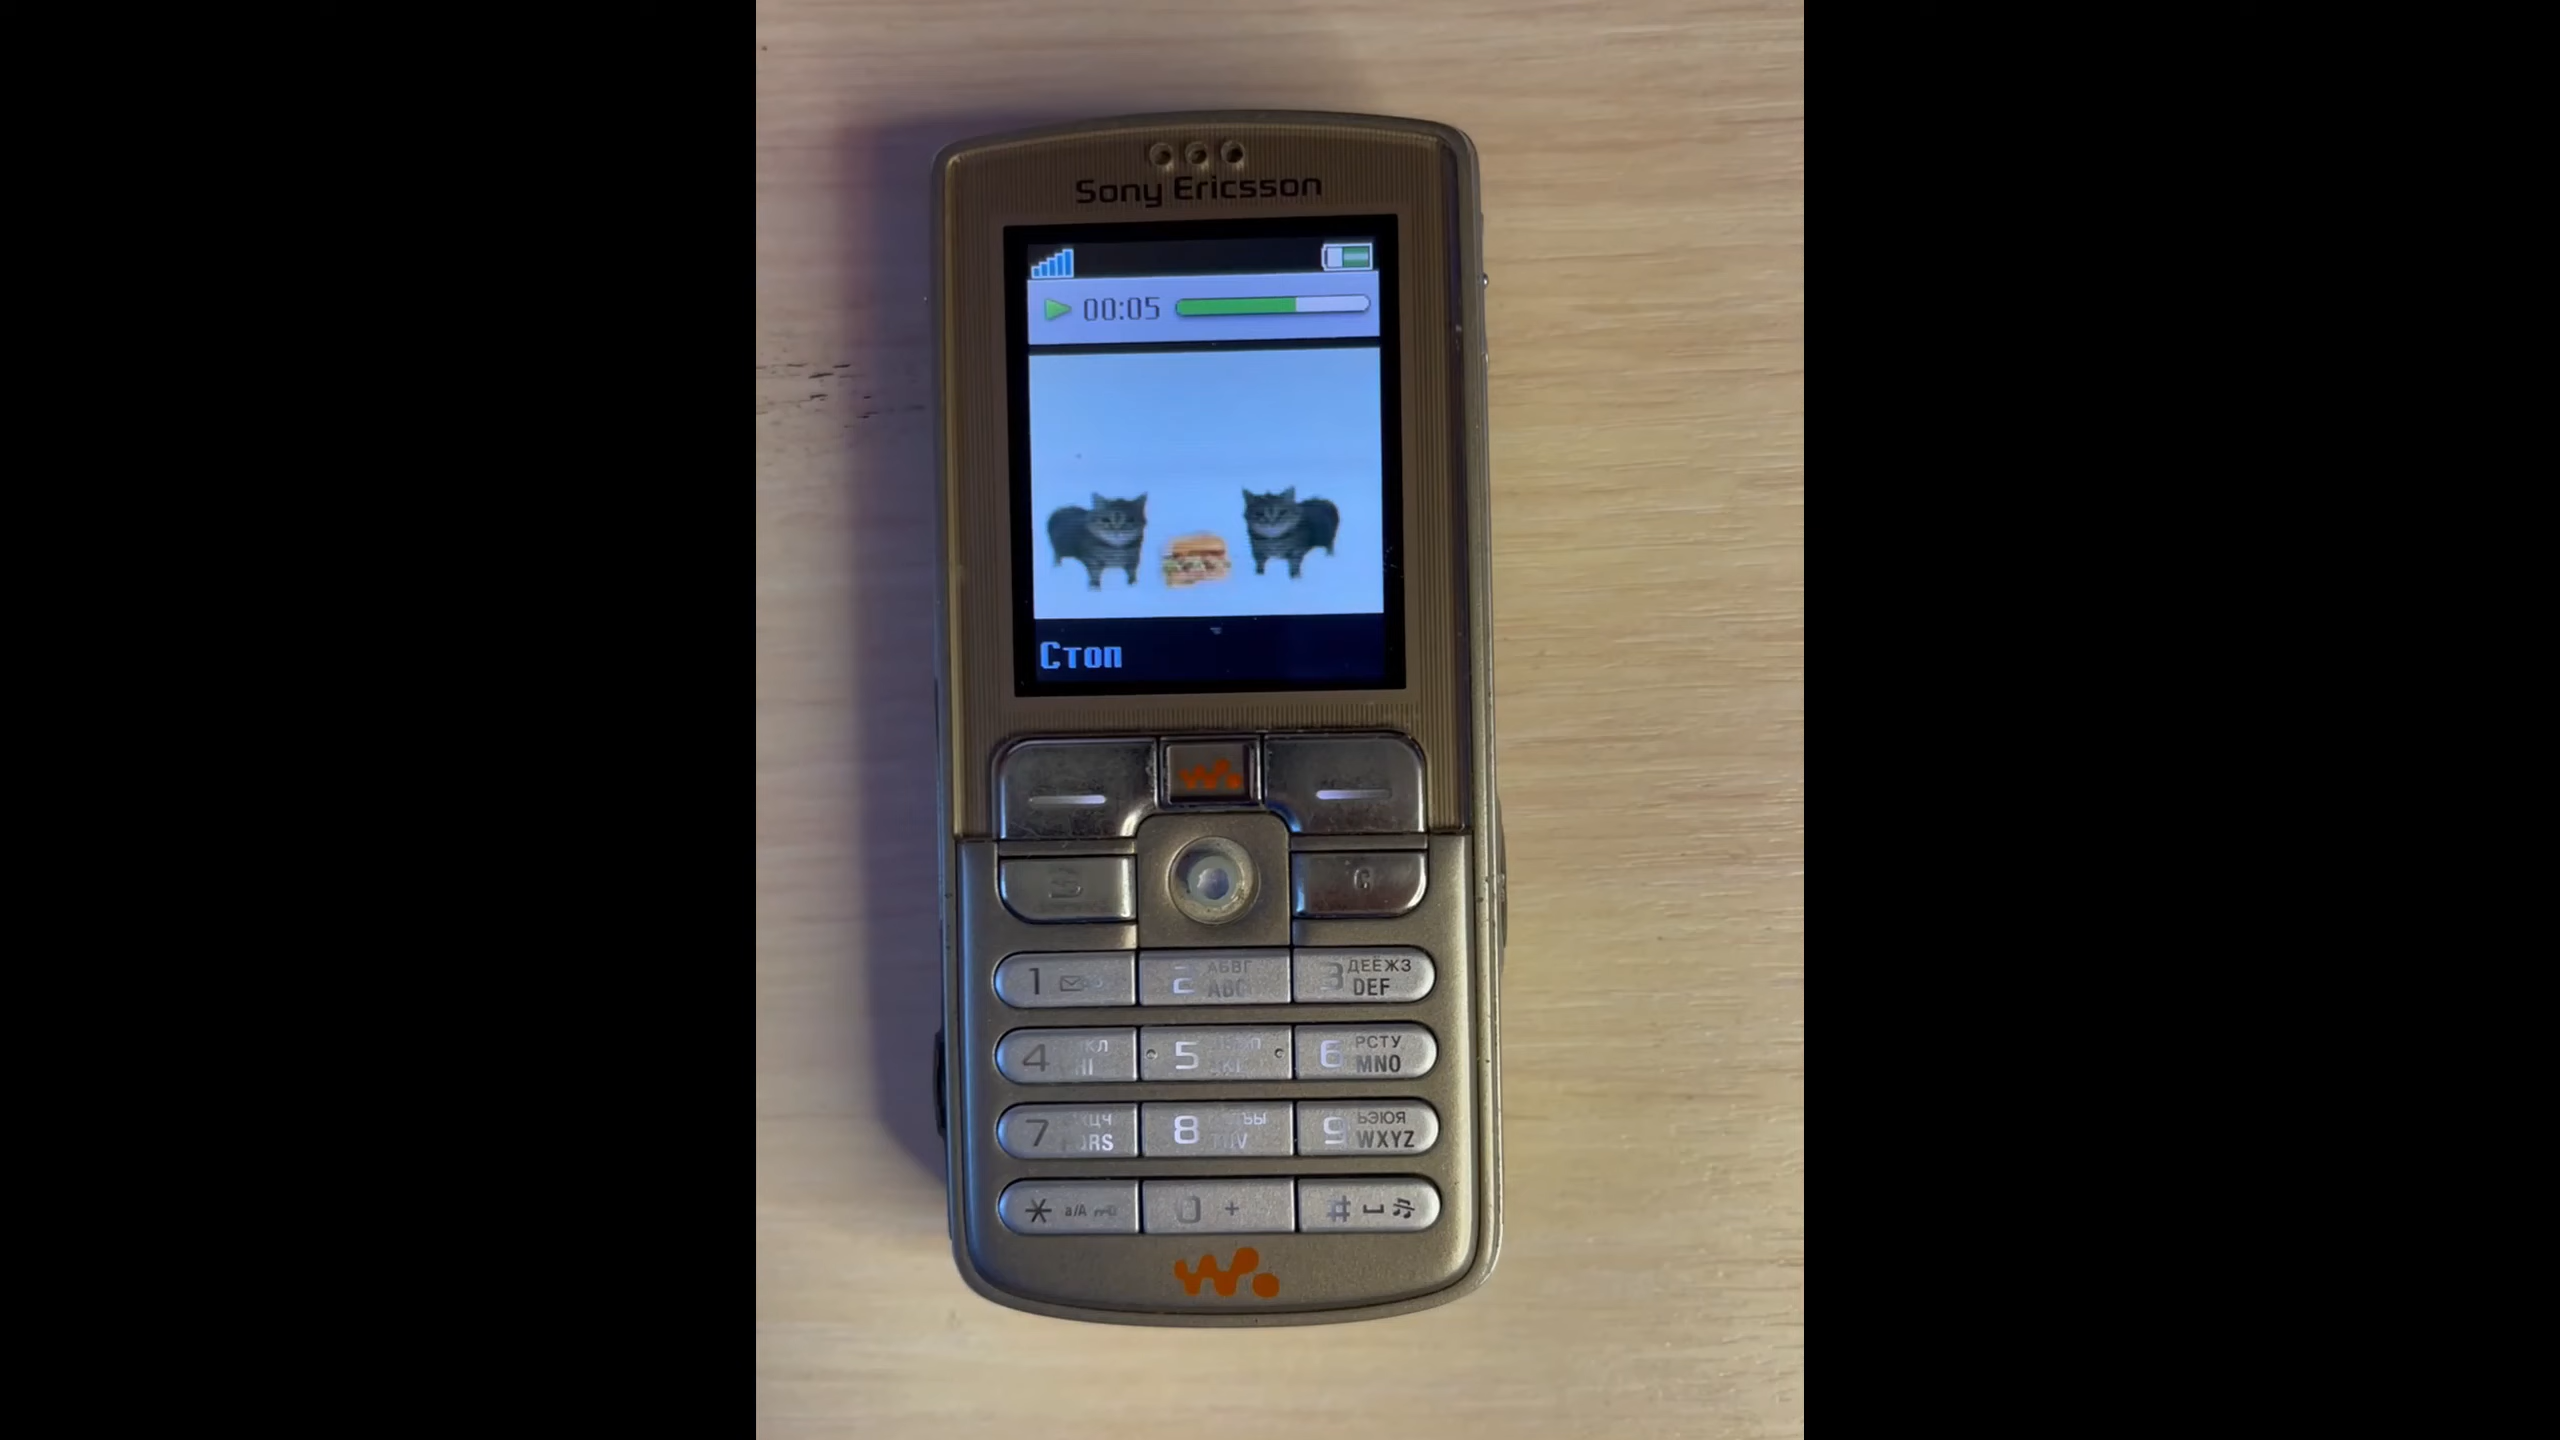 Sony Ericsson
00:05
Стоп
C
1
2 АБВГ
ABC
3 ДЕЁЖЗ
DEF
4
5
6 РСТУ
MNO
7
8
9 ЬЭЮЯ
WXYZ
* a/A
0 +
#